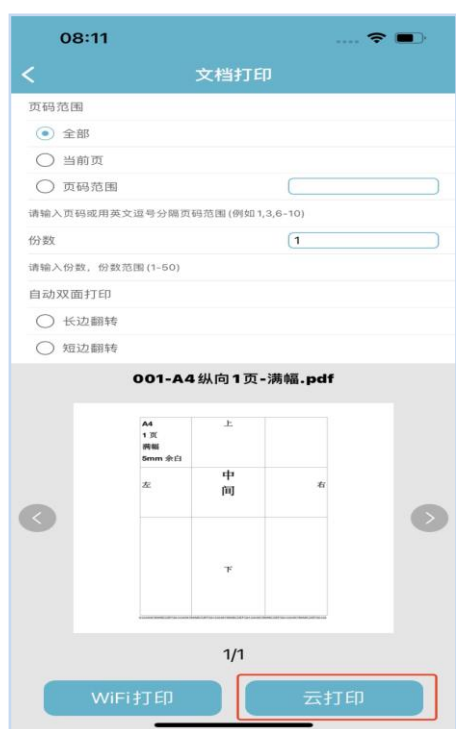 08:11
文档打印
页码范围
全部
当前页
页码范围
请输入页码或用英文逗号分隔页码范围(例如1,3,6-10)
份数
1
请输入份数，份数范围(1-50)
自动双面打印
长边翻转
短边翻转
001-A4纵向1页-满幅.pdf
A4
1 页
满幅
5mm 余白
上
左
中
间
右
下
1/1
WiFi打印
云打印